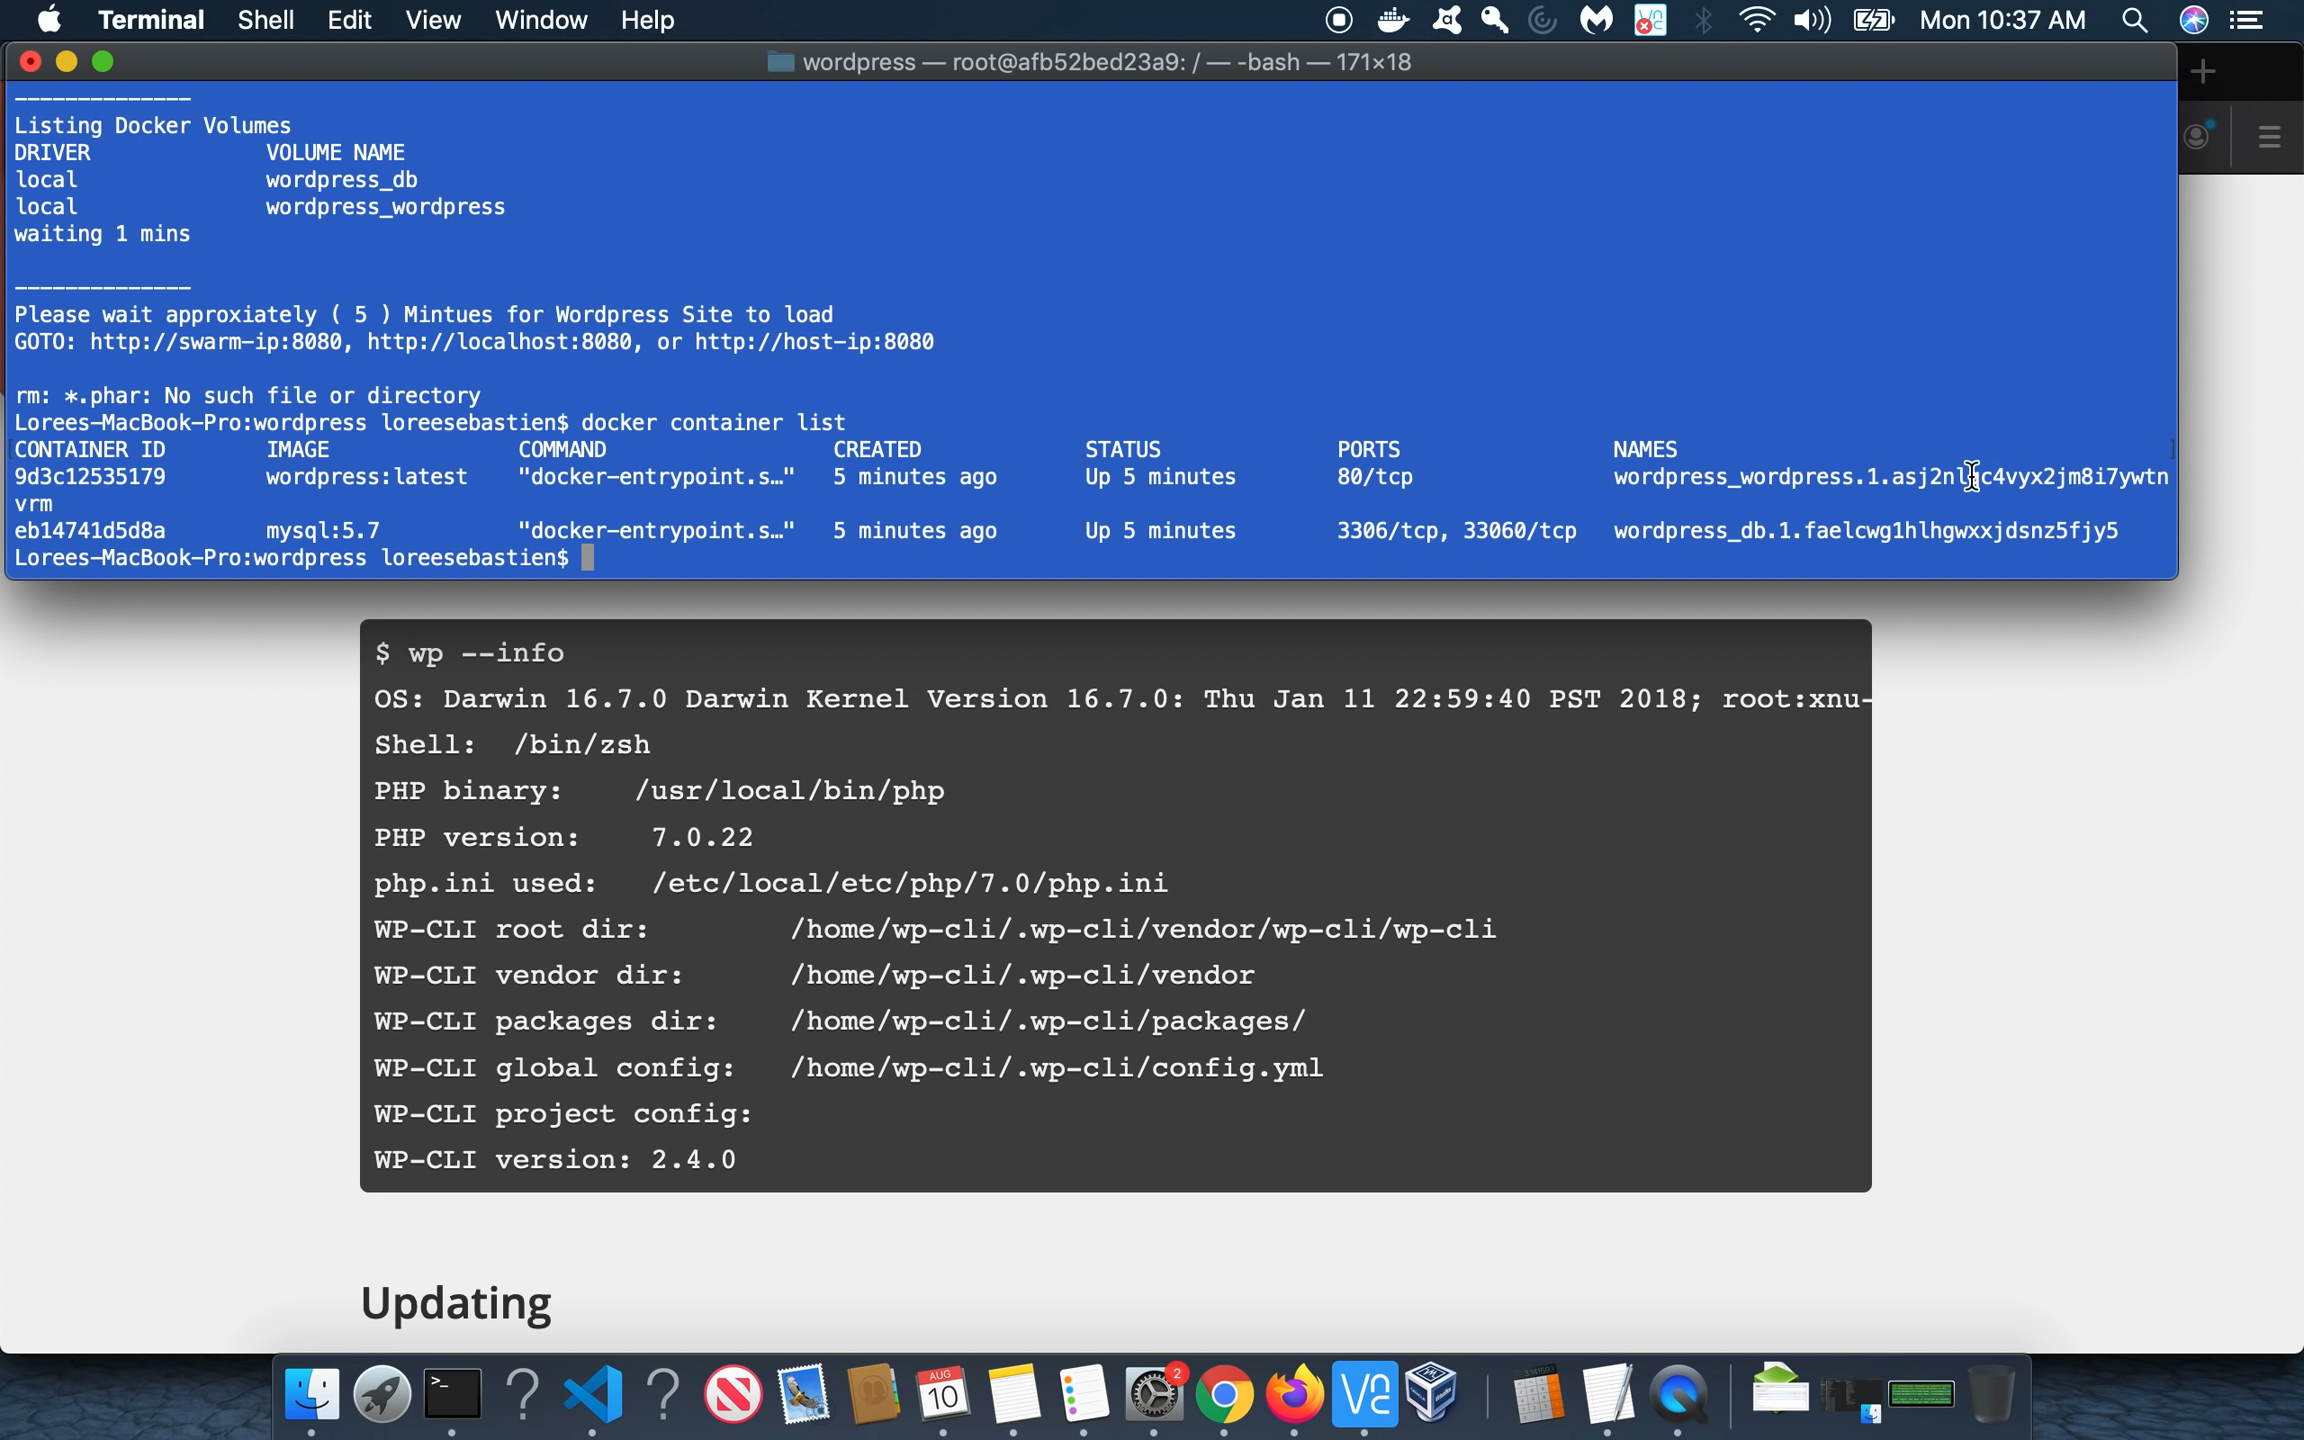 Terminal Shell Edit View Window Help Mon 10:37 AM
wordpress — root@afb52bed23a9: / — -bash — 171×18
--------------
Listing Docker Volumes
DRIVER VOLUME NAME
local wordpress_db
local wordpress_wordpress
waiting 1 mins
--------------
Please wait approxiately ( 5 ) Mintues for Wordpress Site to load
GOTO: http://swarm-ip:8080, http://localhost:8080, or http://host-ip:8080
rm: *.phar: No such file or directory
Lorees-MacBook-Pro:wordpress loreesebastien$ docker container list
CONTAINER ID IMAGE COMMAND CREATED STATUS PORTS NAMES
9d3c12535179 wordpress:latest "docker-entrypoint.s…" 5 minutes ago Up 5 minutes 80/tcp
vrm
eb14741d5d8a mysql:5.7 "docker-entrypoint.s…" 5 minutes ago Up 5 minutes 3306/tcp, 33060/tcp wordpress_db.1.faelcwg1hlhgwxxjdsnz5fjy5
Lorees-MacBook-Pro:wordpress loreesebastien$
$ wp --info
OS: Darwin 16.7.0 Darwin Kernel Version 16.7.0: Thu Jan 11 22:59:40 PST 2018; root:xnu-
Shell: /bin/zsh
PHP binary: /usr/local/bin/php
PHP version: 7.0.22
php.ini used: /etc/local/etc/php/7.0/php.ini
WP-CLI root dir: /home/wp-cli/.wp-cli/vendor/wp-cli/wp-cli
WP-CLI vendor dir: /home/wp-cli/.wp-cli/vendor
WP-CLI packages dir: /home/wp-cli/.wp-cli/packages/
WP-CLI global config: /home/wp-cli/.wp-cli/config.yml
WP-CLI project config:
WP-CLI version: 2.4.0
Updating
AUG
10
2